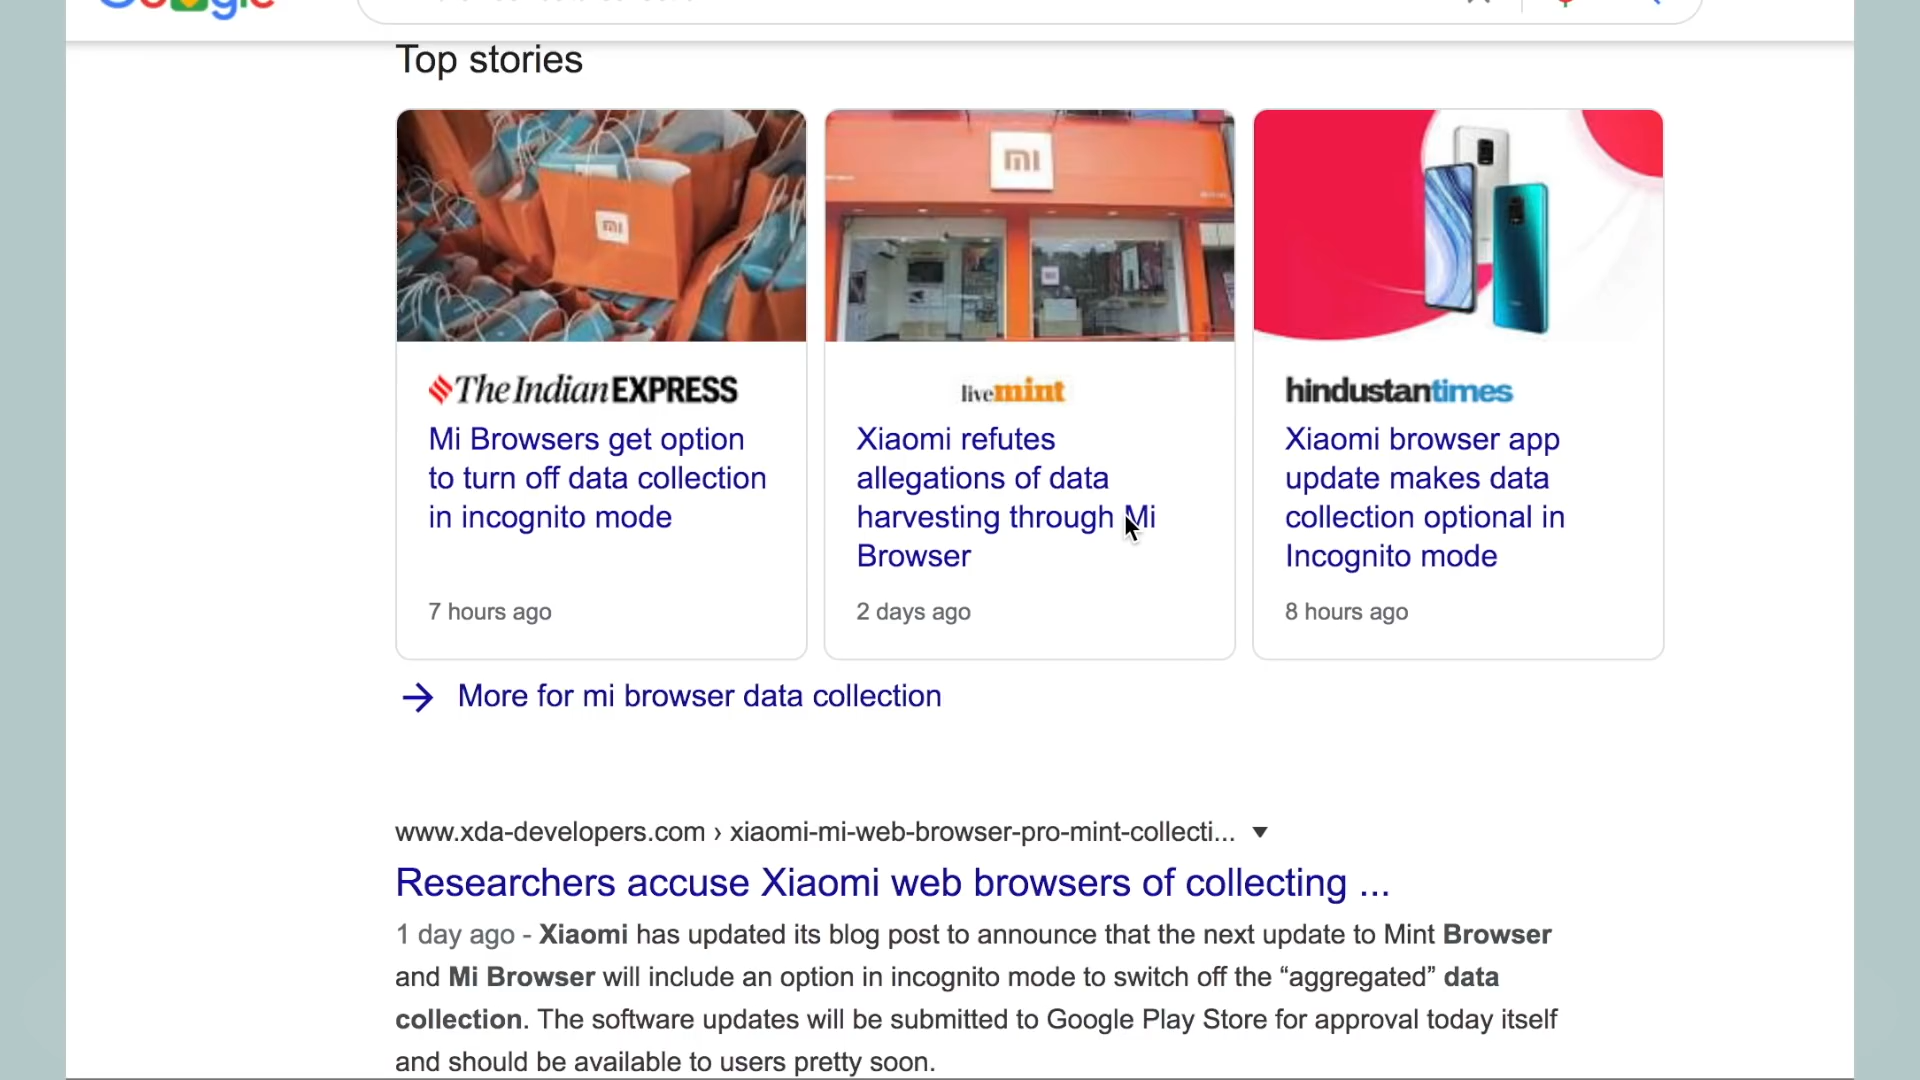 Google
Top stories
mi
mi
The Indian EXPRESS
livemint
hindustantimes
Mi Browsers get option
to turn off data collection
in incognito mode
Xiaomi refutes
allegations of data
harvesting through Mi
Browser
Xiaomi browser app
update makes data
collection optional in
Incognito mode
7 hours ago
2 days ago
8 hours ago
More for mi browser data collection
www.xda-developers.com › xiaomi-mi-web-browser-pro-mint-collecti...
Researchers accuse Xiaomi web browsers of collecting ...
1 day ago - Xiaomi has updated its blog post to announce that the next update to Mint Browser
and Mi Browser will include an option in incognito mode to switch off the “aggregated” data
collection. The software updates will be submitted to Google Play Store for approval today itself
and should be available to users pretty soon.